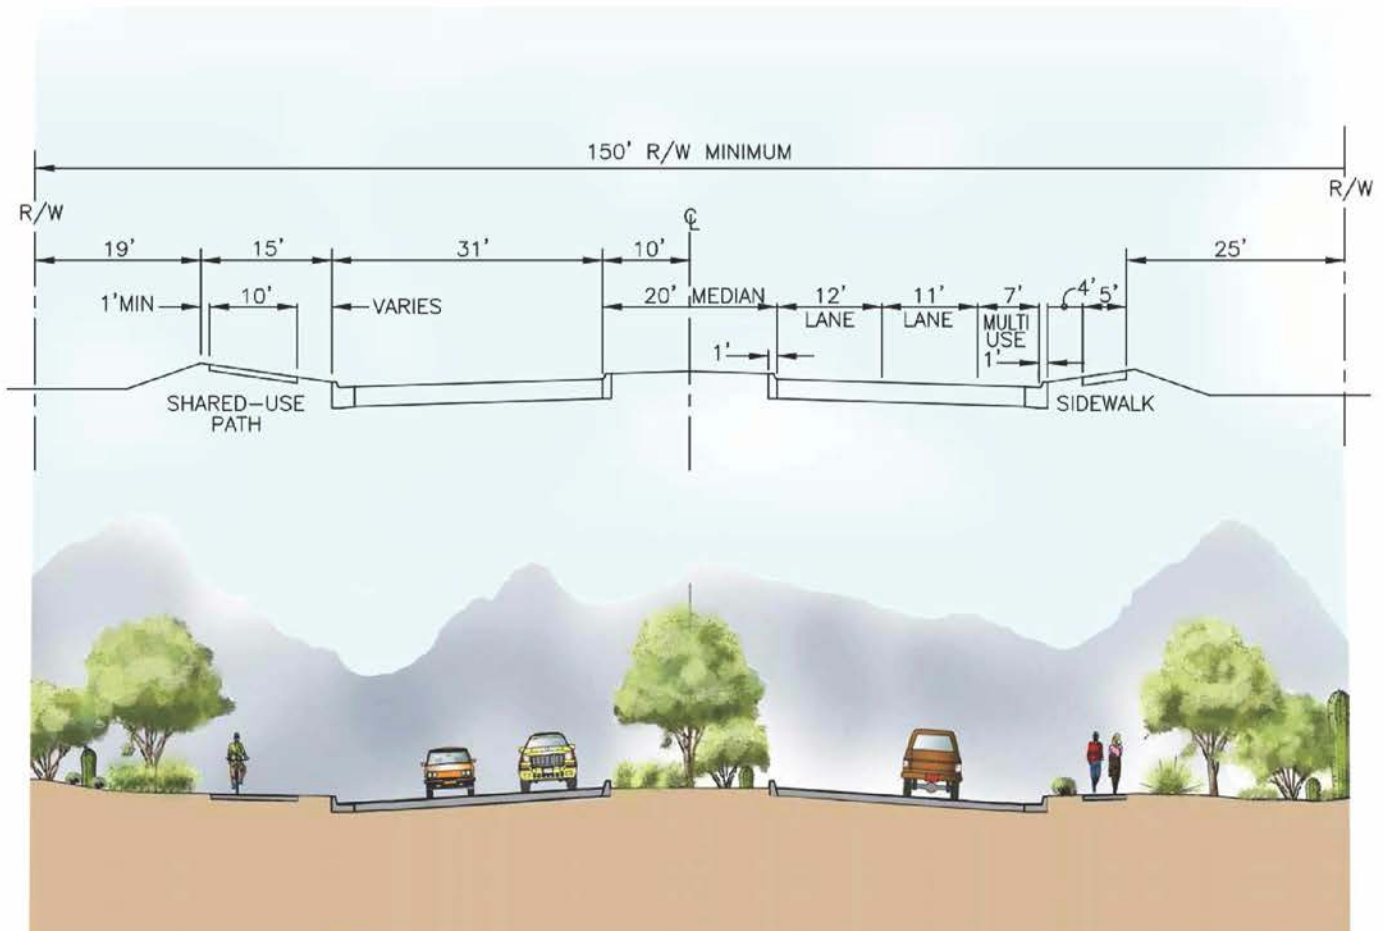 150' R/W MINIMUM
R/W
R/W
℄
19'
15'
31'
10'
25'
1'MIN
10'
VARIES
20' MEDIAN
12'
LANE
11'
LANE
7'
MULTI
USE
4'
5'
1'
1'
SHARED-USE
PATH
SIDEWALK